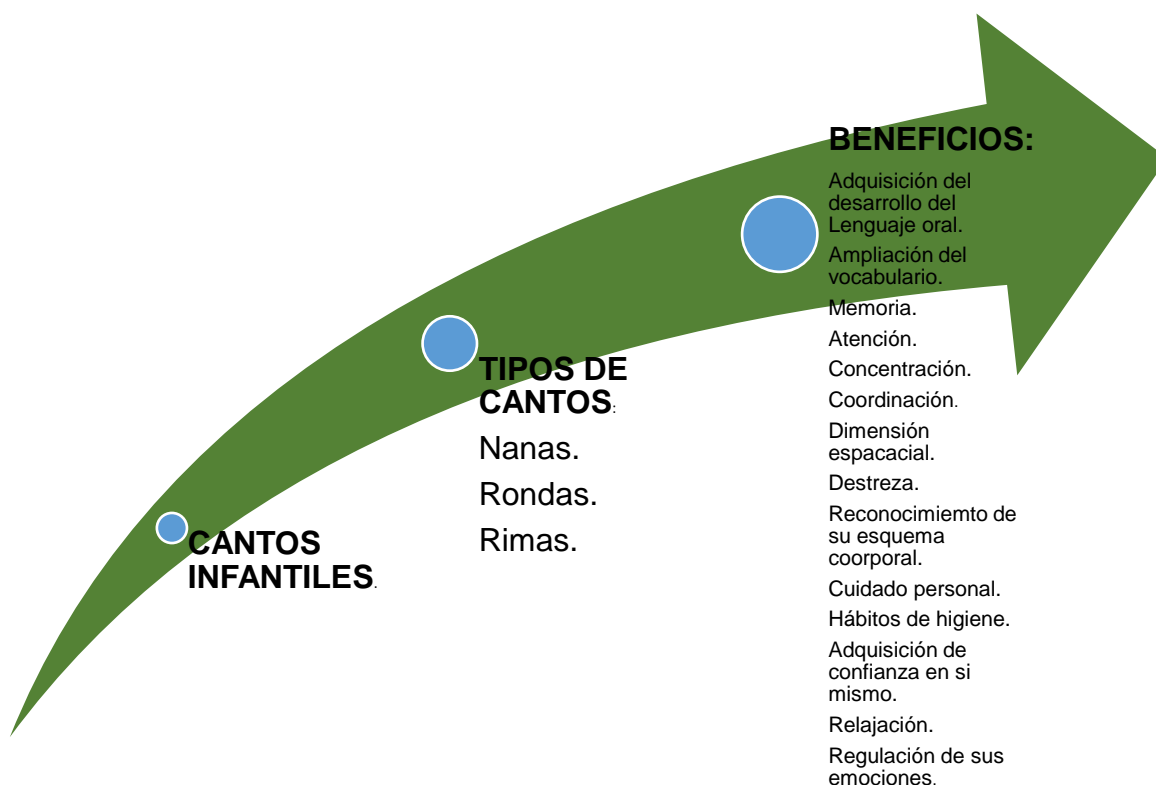 CANTOS
INFANTILES.
TIPOS DE
CANTOS:
Nanas.
Rondas.
Rimas.
BENEFICIOS:
Adquisición del
desarrollo del
Lenguaje oral.
Ampliación del
vocabulario.
Memoria.
Atención.
Concentración.
Coordinación.
Dimensión
espacacial.
Destreza.
Reconocimiemto de
su esquema
coorporal.
Cuidado personal.
Hábitos de higiene.
Adquisición de
confianza en si
mismo.
Relajación.
Regulación de sus
emociones.